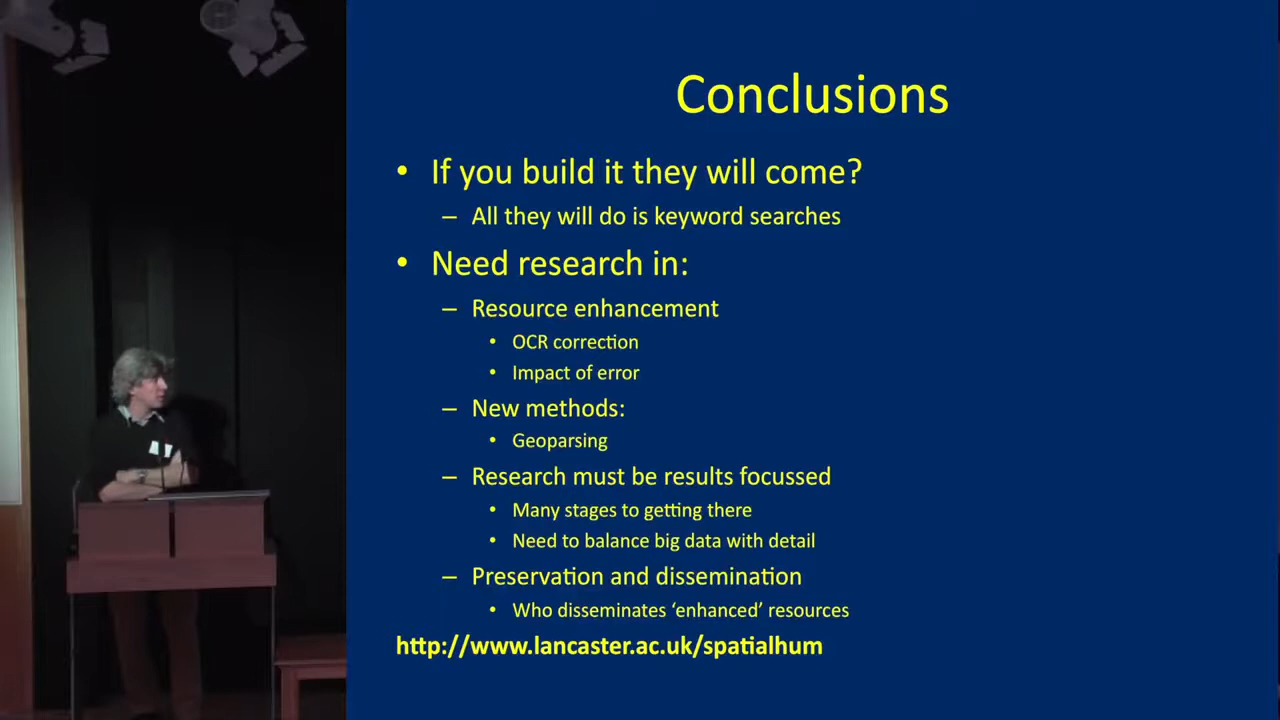 Conclusions
• If you build it they will come?
– All they will do is keyword searches
• Need research in:
– Resource enhancement
• OCR correction
• Impact of error
– New methods:
• Geoparsing
– Research must be results focussed
• Many stages to getting there
• Need to balance big data with detail
– Preservation and dissemination
• Who disseminates ‘enhanced’ resources
http://www.lancaster.ac.uk/spatialhum